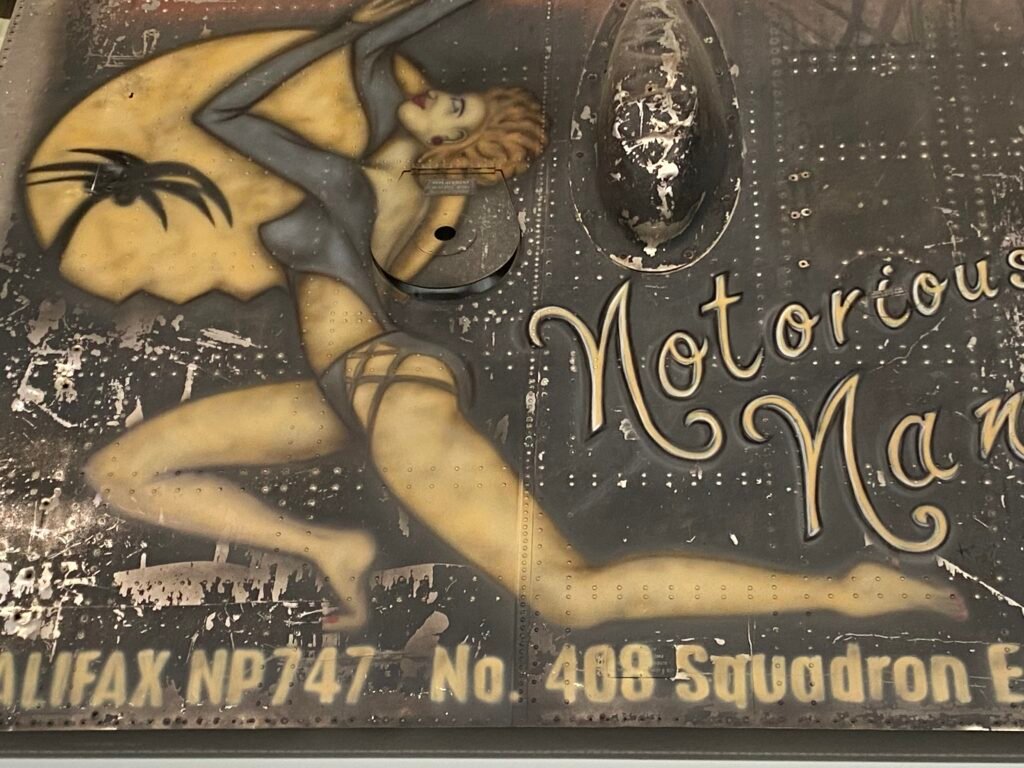 Notorious
Nan
ALIFAX NP747 No. 408 Squadron E